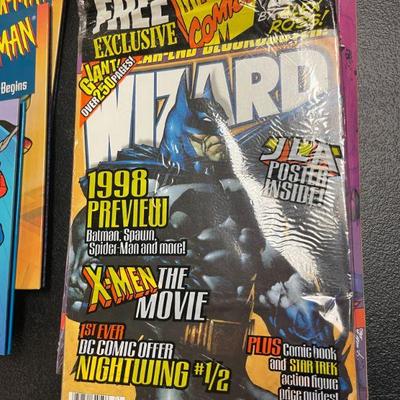 FREE
EXCLUSIVE
COMIC
ROSS!
GIANT!
OVER 250 PAGES!
WIZARD
MAN
Begins
JLA
POSTER
INSIDE!
1998
PREVIEW
Batman, Spawn,
Spider-Man and more!
X-MEN THE
MOVIE
1ST EVER
DC COMIC OFFER
NIGHTWING #1/2
PLUS Comic book
and STAR TREK
action figure
price guides!